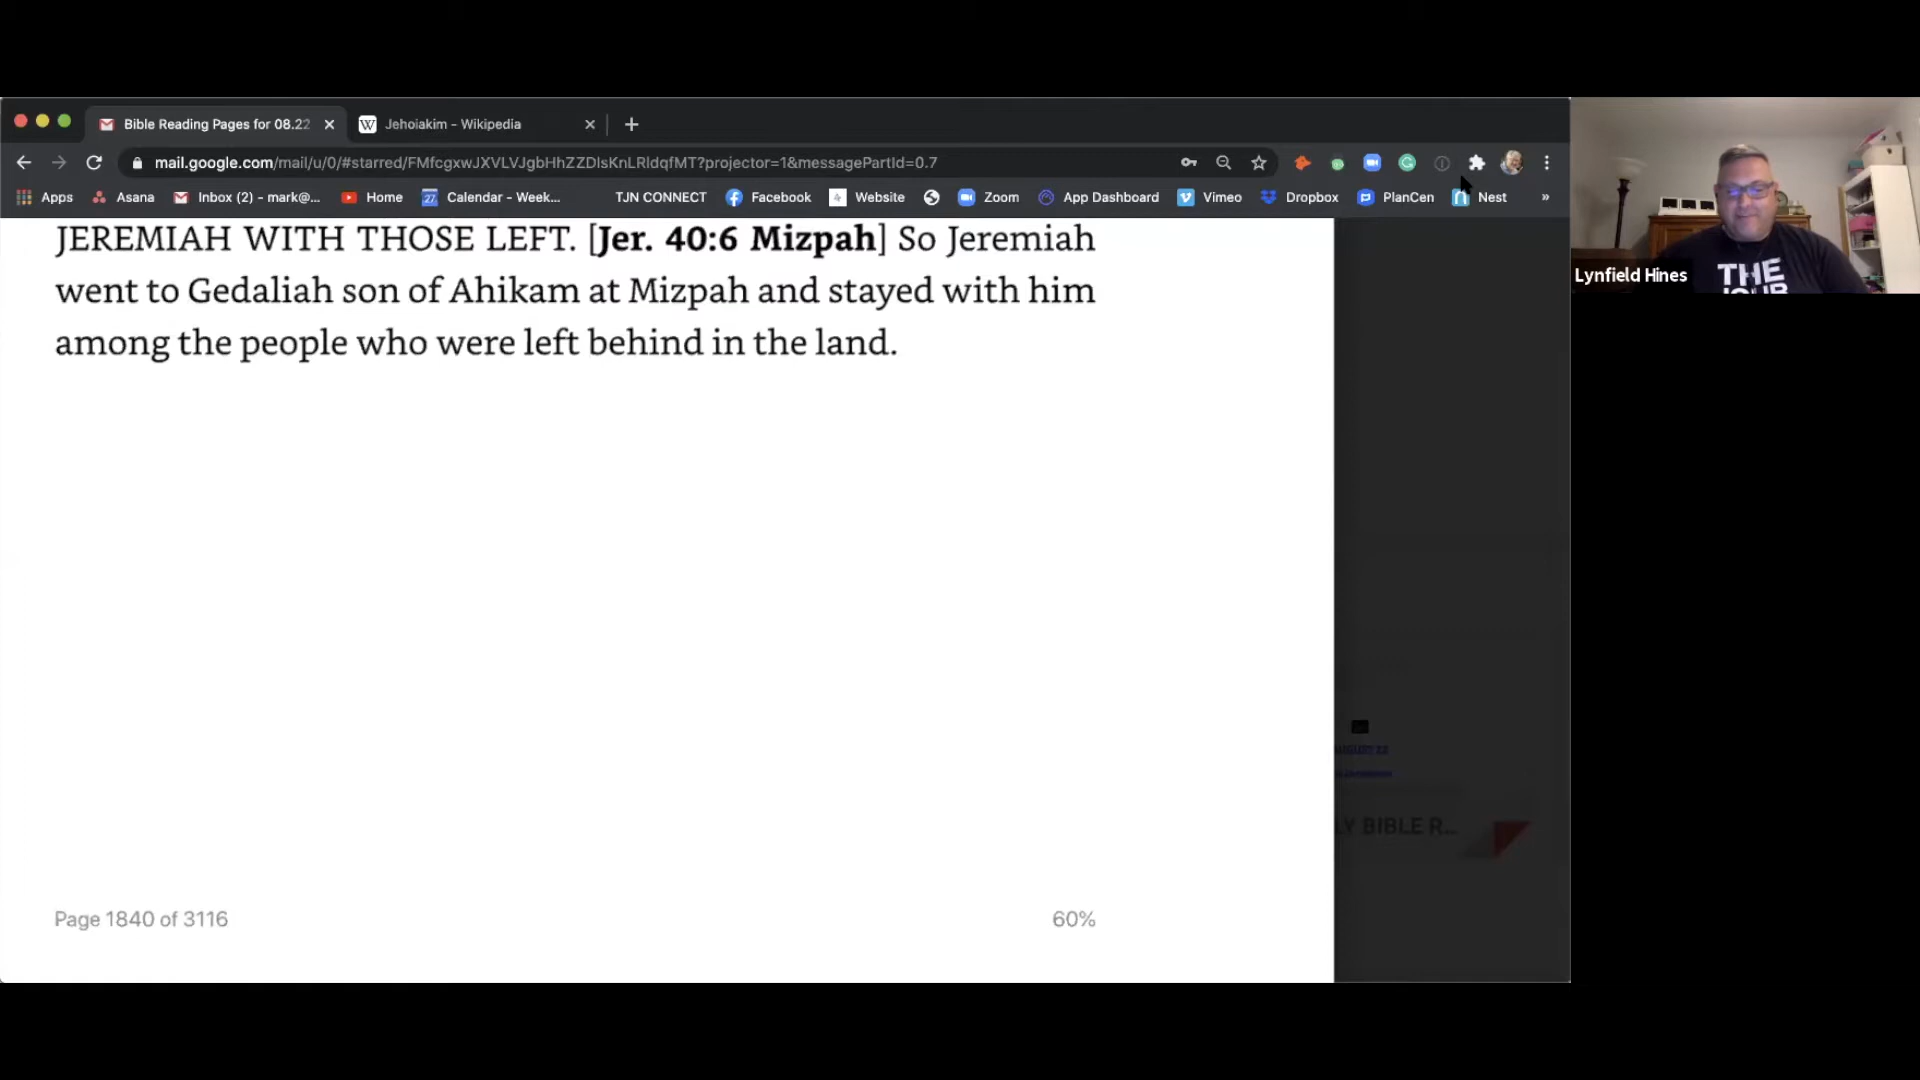 Bible Reading Pages for 08.22
Jehoiakim - Wikipedia
mail.google.com/mail/u/0/#starred/FMfcgxwJXVLVJgbHhZZDlsKnLRldqfMT?projector=1&messagePartId=0.7
Apps Asana Inbox (2) - mark@... Home Calendar - Week... TJN CONNECT Facebook Website Zoom App Dashboard Vimeo Dropbox PlanCen Nest »
JEREMIAH WITH THOSE LEFT. [Jer. 40:6 Mizpah] So Jeremiah
went to Gedaliah son of Ahikam at Mizpah and stayed with him
among the people who were left behind in the land.
Page 1840 of 3116
60%
LY BIBLE R...
THE
Lynfield Hines